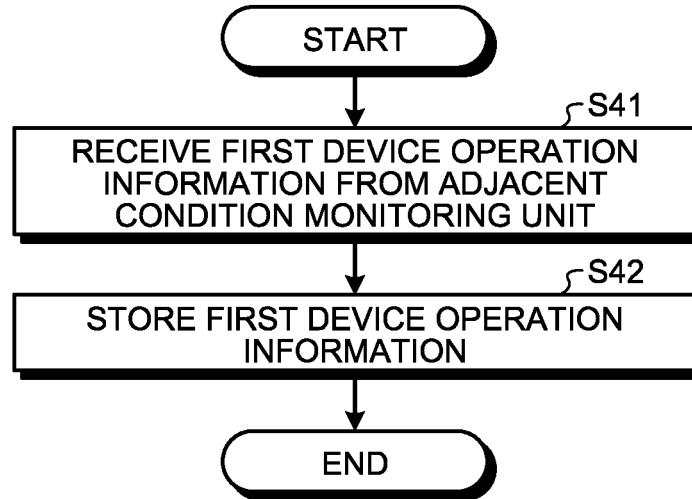 START
S41
RECEIVE FIRST DEVICE OPERATION
INFORMATION FROM ADJACENT
CONDITION MONITORING UNIT
S42
STORE FIRST DEVICE OPERATION
INFORMATION
END